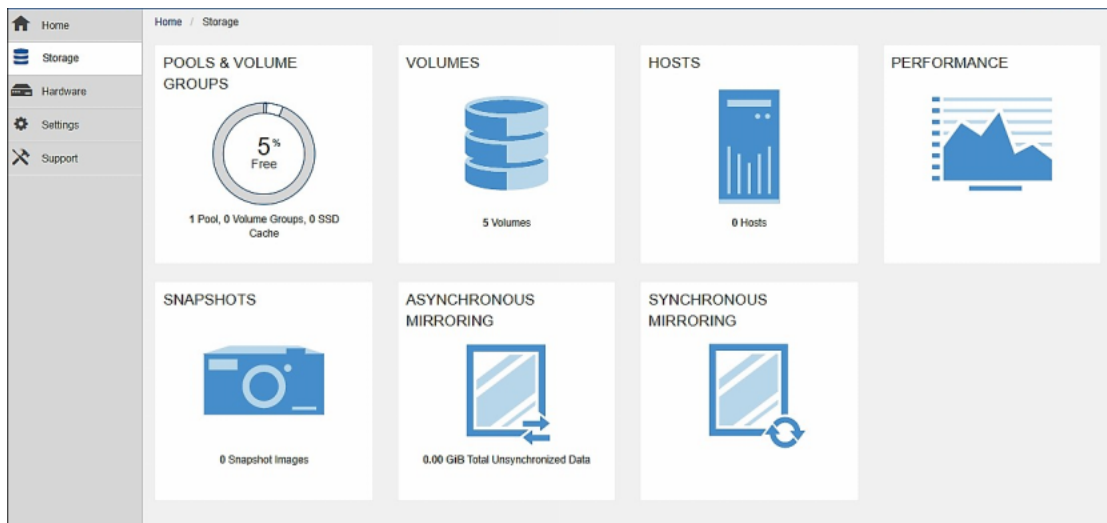 Home
Storage
Hardware
Settings
Support
Home / Storage
POOLS & VOLUME
GROUPS
5%
Free
1 Pool, 0 Volume Groups, 0 SSD
Cache
VOLUMES
5 Volumes
HOSTS
0 Hosts
PERFORMANCE
SNAPSHOTS
0 Snapshot Images
ASYNCHRONOUS
MIRRORING
0.00 GiB Total Unsynchronized Data
SYNCHRONOUS
MIRRORING